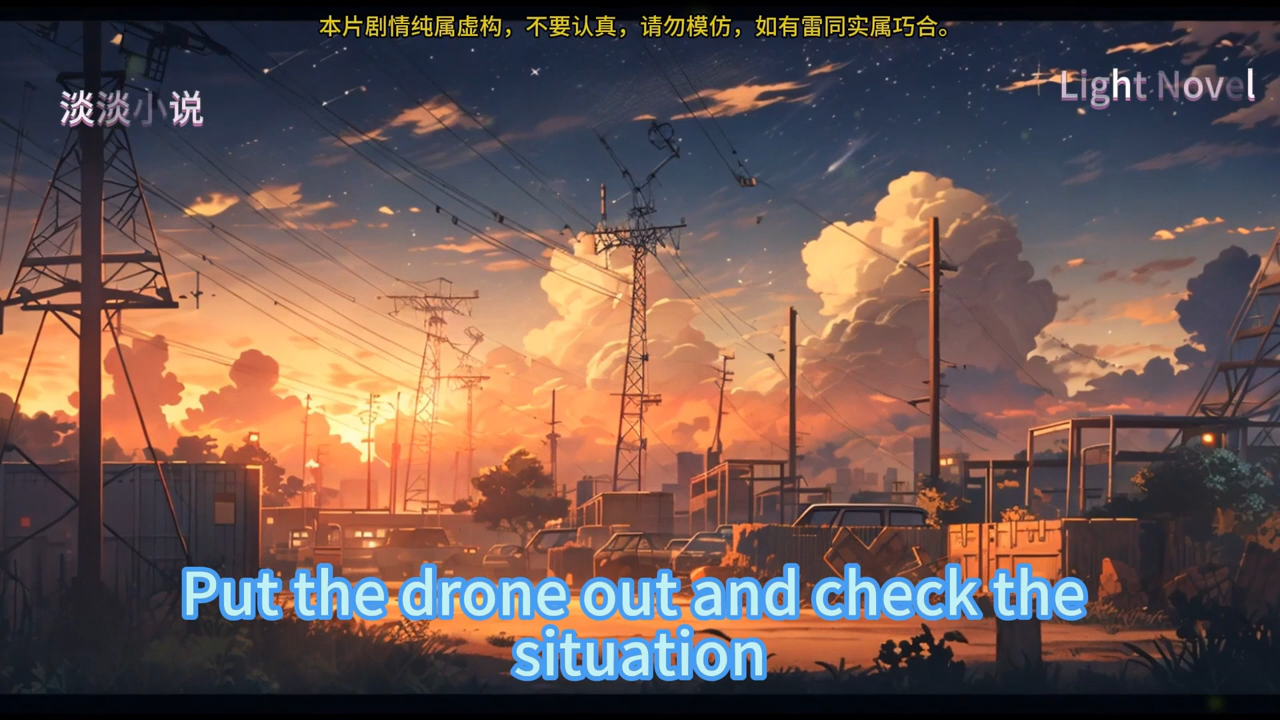 本片剧情纯属虚构，不要认真，请勿模仿，如有雷同实属巧合。
淡淡小说
Light Novel
Put the drone out and check the
situation